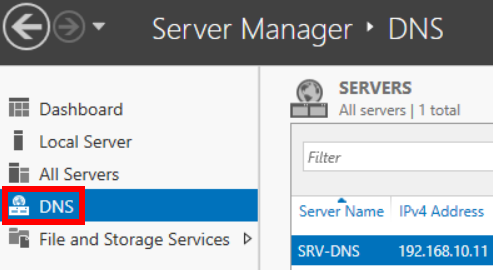 Server Manager ‣ DNS
Dashboard
Local Server
All Servers
DNS
File and Storage Services
SERVERS
All servers | 1 total
Filter
Server Name IPv4 Address
SRV-DNS 192.168.10.11